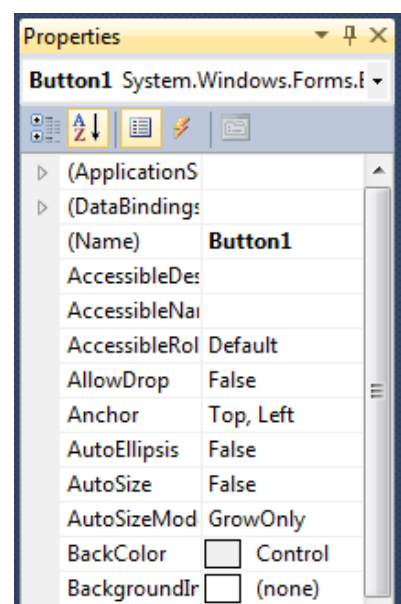 Properties
Button1 System.Windows.Forms.
A
Z
(ApplicationS
(DataBindings
(Name) Button1
AccessibleDes
AccessibleNa
AccessibleRol Default
AllowDrop False
Anchor Top, Left
AutoEllipsis False
AutoSize False
AutoSizeMod GrowOnly
BackColor Control
BackgroundIr (none)